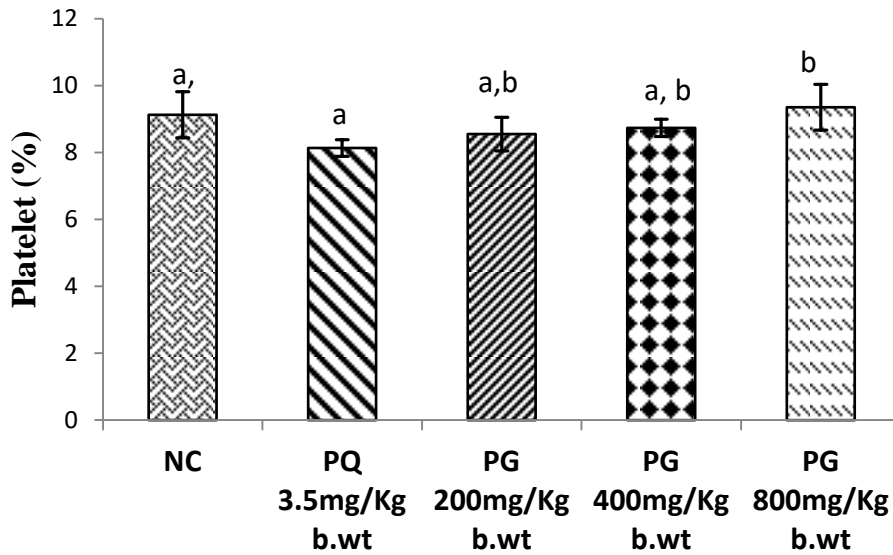 Platelet (%)
12
10
8
6
4
2
0
a,
a
a,b
a, b
b
NC
PQ
3.5mg/Kg
b.wt
PG
200mg/Kg
b.wt
PG
400mg/Kg
b.wt
PG
800mg/Kg
b.wt